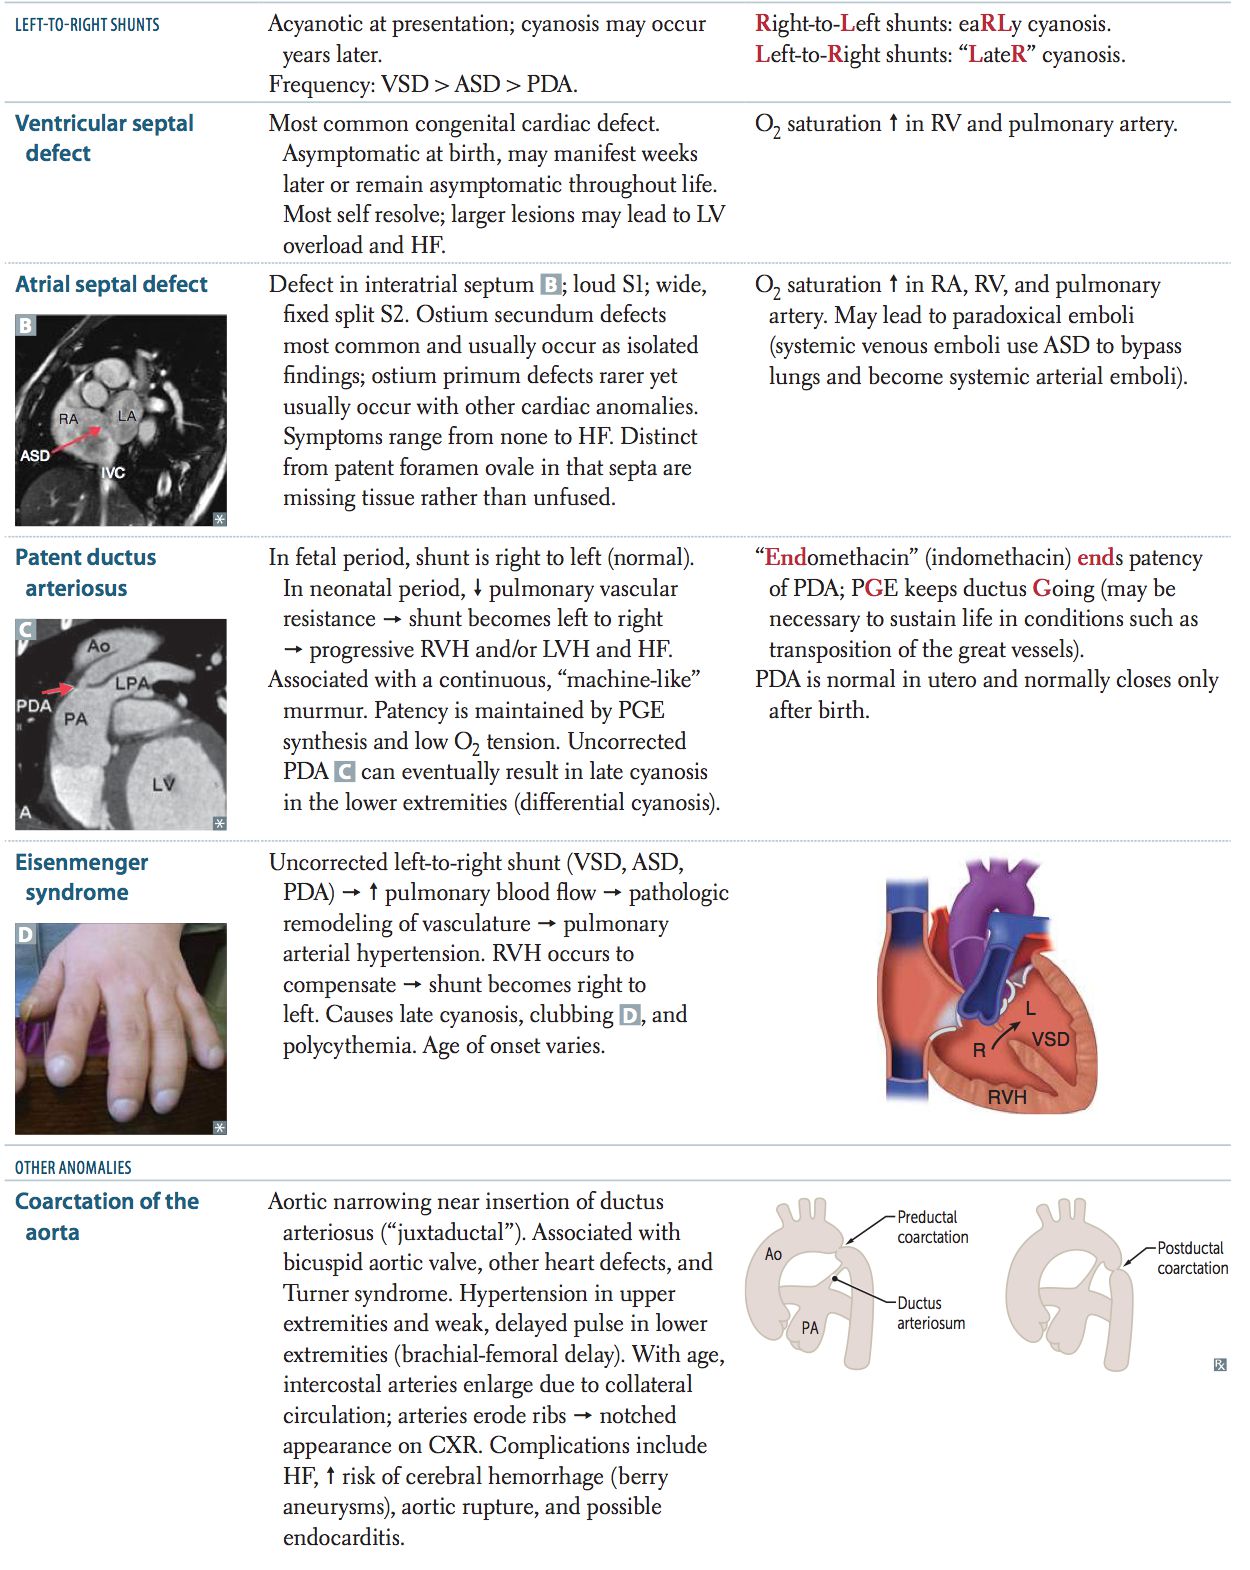 LEFT-TO-RIGHT SHUNTS
Acyanotic at presentation; cyanosis may occur
years later.
Frequency: VSD > ASD > PDA.
Right-to-Left shunts: eaRLy cyanosis.
Left-to-Right shunts: “LateR” cyanosis.
Ventricular septal
defect
Most common congenital cardiac defect.
Asymptomatic at birth, may manifest weeks
later or remain asymptomatic throughout life.
Most self resolve; larger lesions may lead to LV
overload and HF.
O2 saturation ↑ in RV and pulmonary artery.
Atrial septal defect
B
RA
LA
ASD
IVC
Defect in interatrial septum B; loud S1; wide,
fixed split S2. Ostium secundum defects
most common and usually occur as isolated
findings; ostium primum defects rarer yet
usually occur with other cardiac anomalies.
Symptoms range from none to HF. Distinct
from patent foramen ovale in that septa are
missing tissue rather than unfused.
O2 saturation ↑ in RA, RV, and pulmonary
artery. May lead to paradoxical emboli
(systemic venous emboli use ASD to bypass
lungs and become systemic arterial emboli).
Patent ductus
arteriosus
C
Ao
LPA
PDA
PA
LV
A
In fetal period, shunt is right to left (normal).
In neonatal period, ↓ pulmonary vascular
resistance → shunt becomes left to right
→ progressive RVH and/or LVH and HF.
Associated with a continuous, “machine-like”
murmur. Patency is maintained by PGE
synthesis and low O2 tension. Uncorrected
PDA C can eventually result in late cyanosis
in the lower extremities (differential cyanosis).
“Endomethacin” (indomethacin) ends patency
of PDA; PGE keeps ductus Going (may be
necessary to sustain life in conditions such as
transposition of the great vessels).
PDA is normal in utero and normally closes only
after birth.
Eisenmenger
syndrome
D
Uncorrected left-to-right shunt (VSD, ASD,
PDA) → ↑ pulmonary blood flow → pathologic
remodeling of vasculature → pulmonary
arterial hypertension. RVH occurs to
compensate → shunt becomes right to
left. Causes late cyanosis, clubbing D, and
polycythemia. Age of onset varies.
L
R
VSD
RVH
OTHER ANOMALIES
Coarctation of the
aorta
Aortic narrowing near insertion of ductus
arteriosus (“juxtaductal”). Associated with
bicuspid aortic valve, other heart defects, and
Turner syndrome. Hypertension in upper
extremities and weak, delayed pulse in lower
extremities (brachial-femoral delay). With age,
intercostal arteries enlarge due to collateral
circulation; arteries erode ribs → notched
appearance on CXR. Complications include
HF, ↑ risk of cerebral hemorrhage (berry
aneurysms), aortic rupture, and possible
endocarditis.
Ao
PA
Preductal
coarctation
Ductus
arteriosum
Postductal
coarctation
Rx